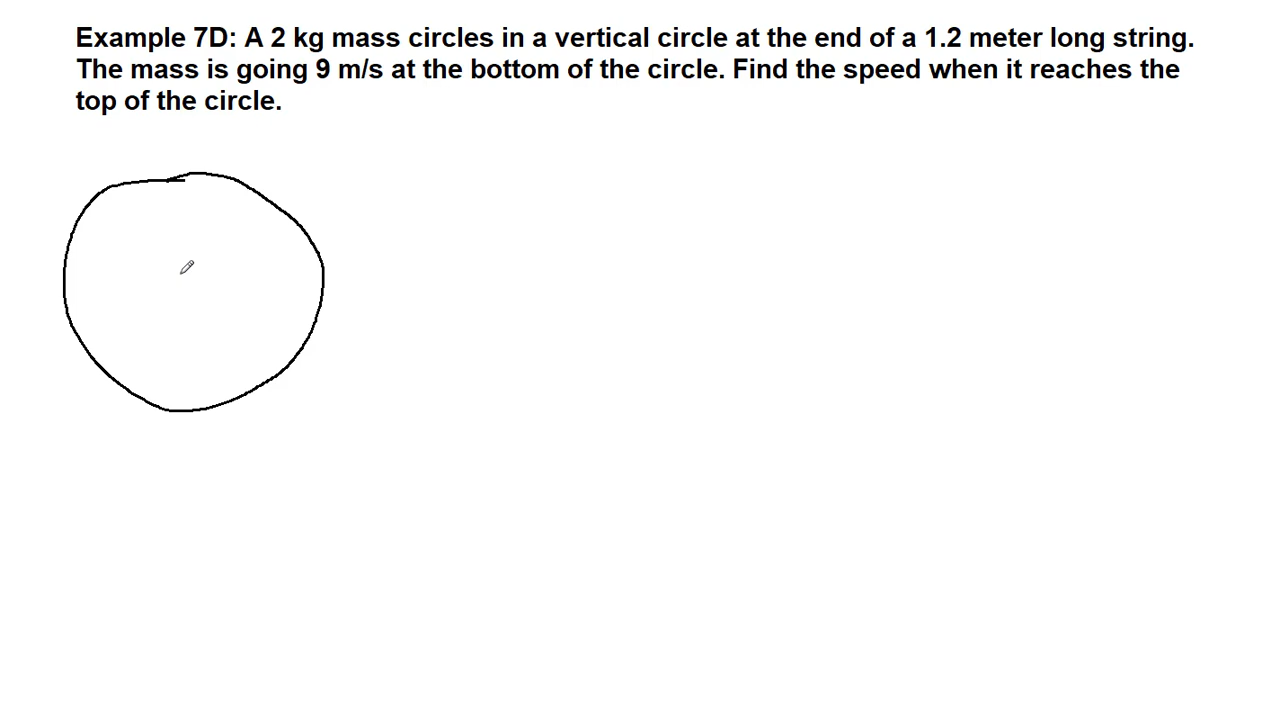 Example 7D: A 2 kg mass circles in a vertical circle at the end of a 1.2 meter long string.
The mass is going 9 m/s at the bottom of the circle. Find the speed when it reaches the
top of the circle.